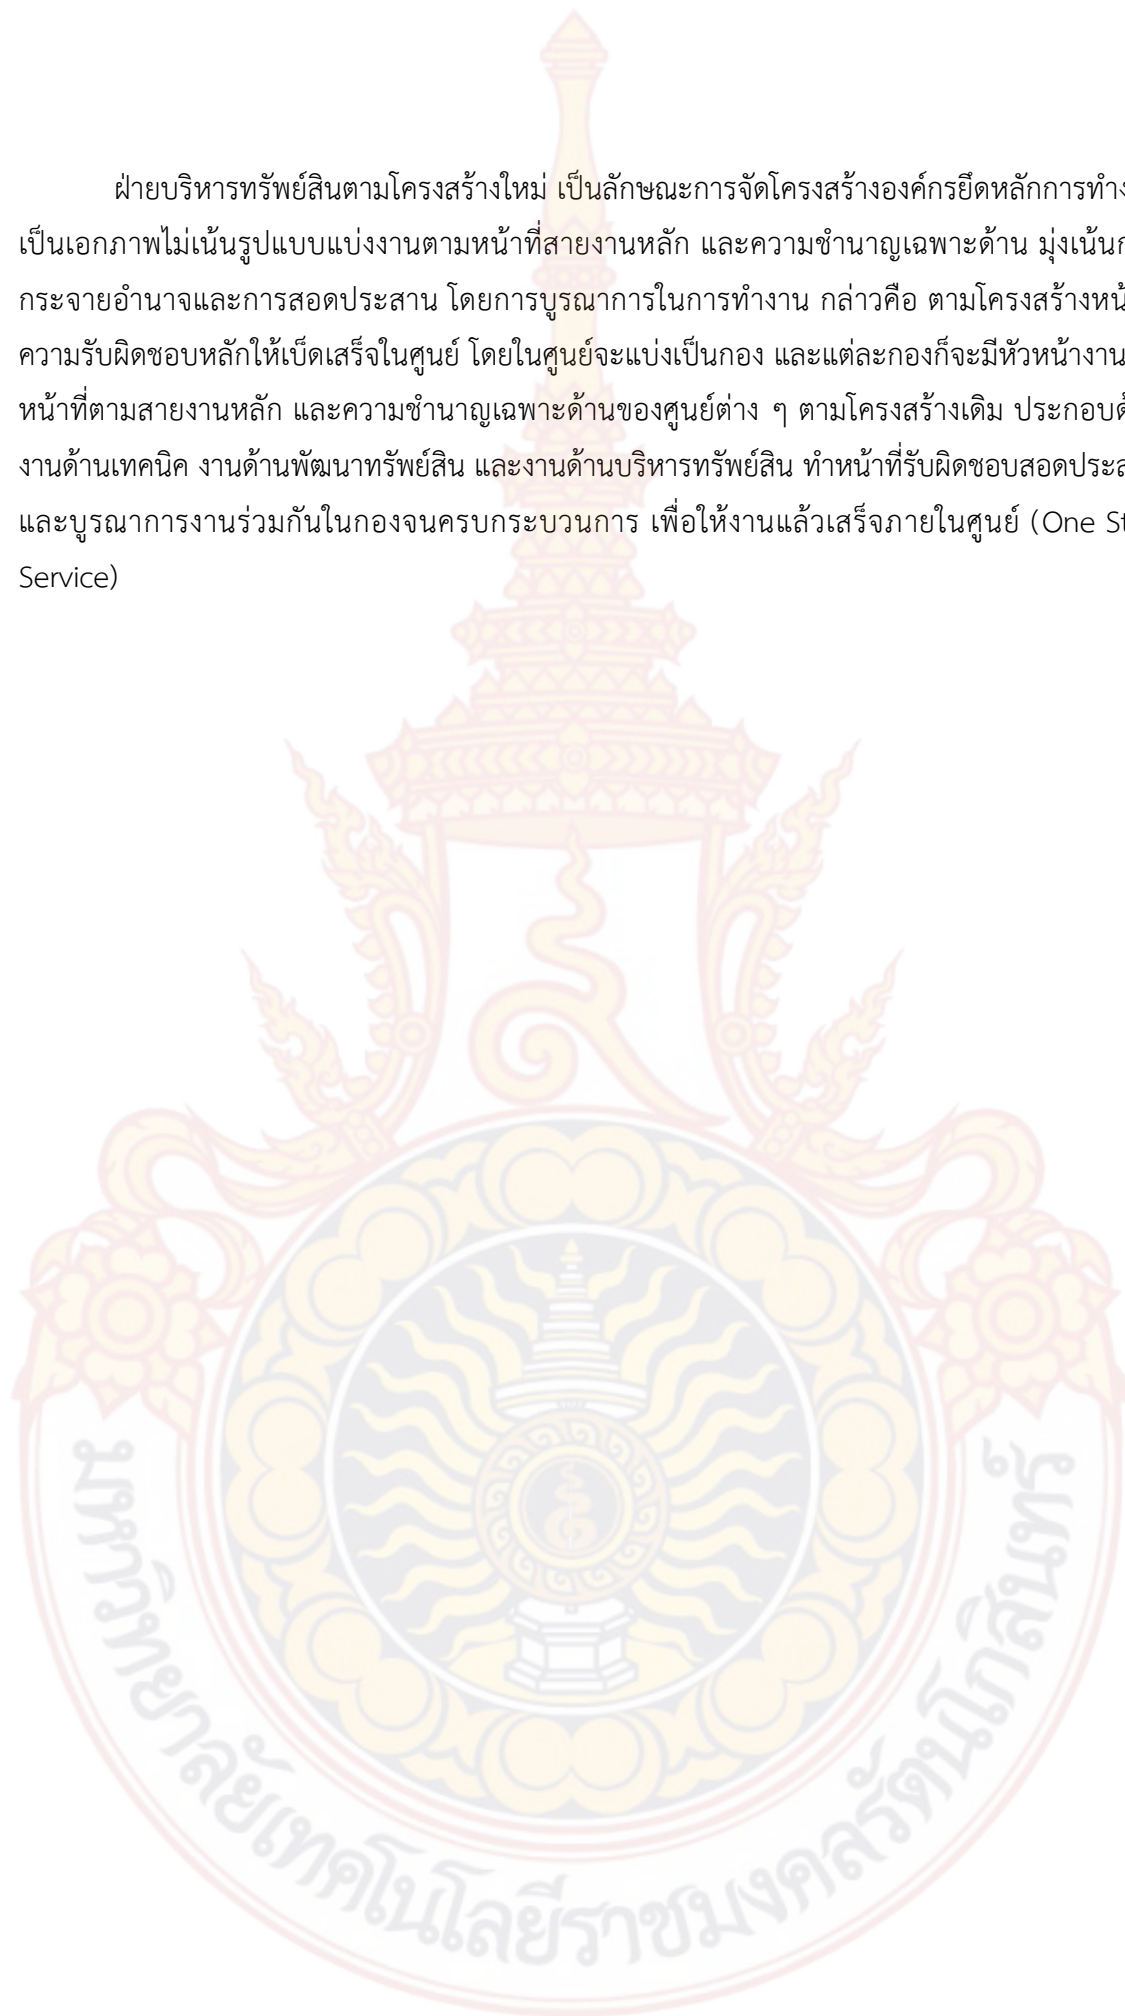 ฝ่ายบริหารทรัพย์สินตามโครงสร้างใหม่ เป็นลักษณะการจัดโครงสร้างองค์กรยึดหลักการทำง
เป็นเอกภาพไม่เน้นรูปแบบแบ่งงานตามหน้าที่สายงานหลัก และความชำนาญเฉพาะด้าน มุ่งเน้นก
กระจายอำนาจและการสอดประสาน โดยการบูรณาการในการทำงาน กล่าวคือ ตามโครงสร้างหน้
ความรับผิดชอบหลักให้เบ็ดเสร็จในศูนย์ โดยในศูนย์จะแบ่งเป็นกอง และแต่ละกองก็จะมีหัวหน้างาน
หน้าที่ตามสายงานหลัก และความชำนาญเฉพาะด้านของศูนย์ต่าง ๆ ตามโครงสร้างเดิม ประกอบด้
งานด้านเทคนิค งานด้านพัฒนาทรัพย์สิน และงานด้านบริหารทรัพย์สิน ทำหน้าที่รับผิดชอบสอดประส
และบูรณาการงานร่วมกันในกองจนครบกระบวนการ เพื่อให้งานแล้วเสร็จภายในศูนย์ (One St
Service)
มหาวิทยาลัยเทคโนโลยีราชมงคลรัตนโกสินทร์